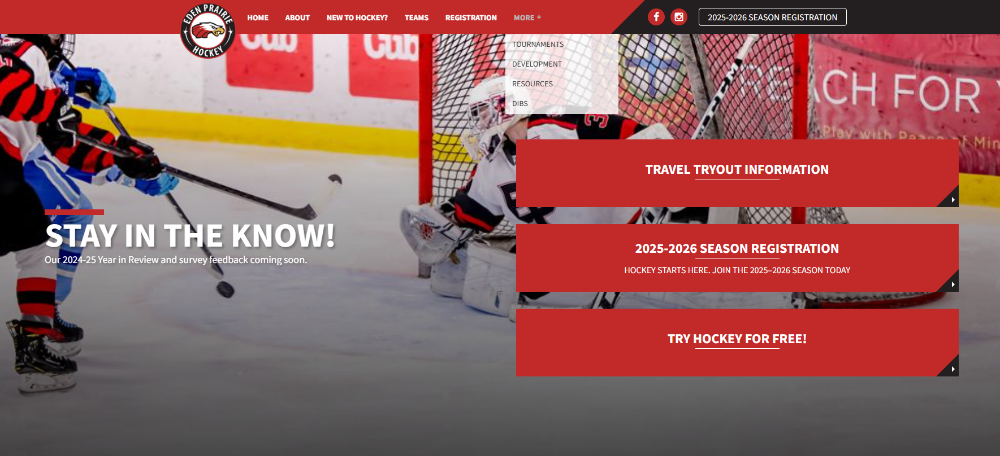 EDEN PRAIRIE
HOCKEY
HOME
ABOUT
NEW TO HOCKEY?
TEAMS
REGISTRATION
MORE +
2025-2026 SEASON REGISTRATION
TOURNAMENTS
DEVELOPMENT
RESOURCES
DIBS
Cub
Cub
ACH FOR
Play with Peace of Min
3
TRAVEL TRYOUT INFORMATION
STAY IN THE KNOW!
Our 2024-25 Year in Review and survey feedback coming soon.
2025-2026 SEASON REGISTRATION
HOCKEY STARTS HERE. JOIN THE 2025–2026 SEASON TODAY
TRY HOCKEY FOR FREE!